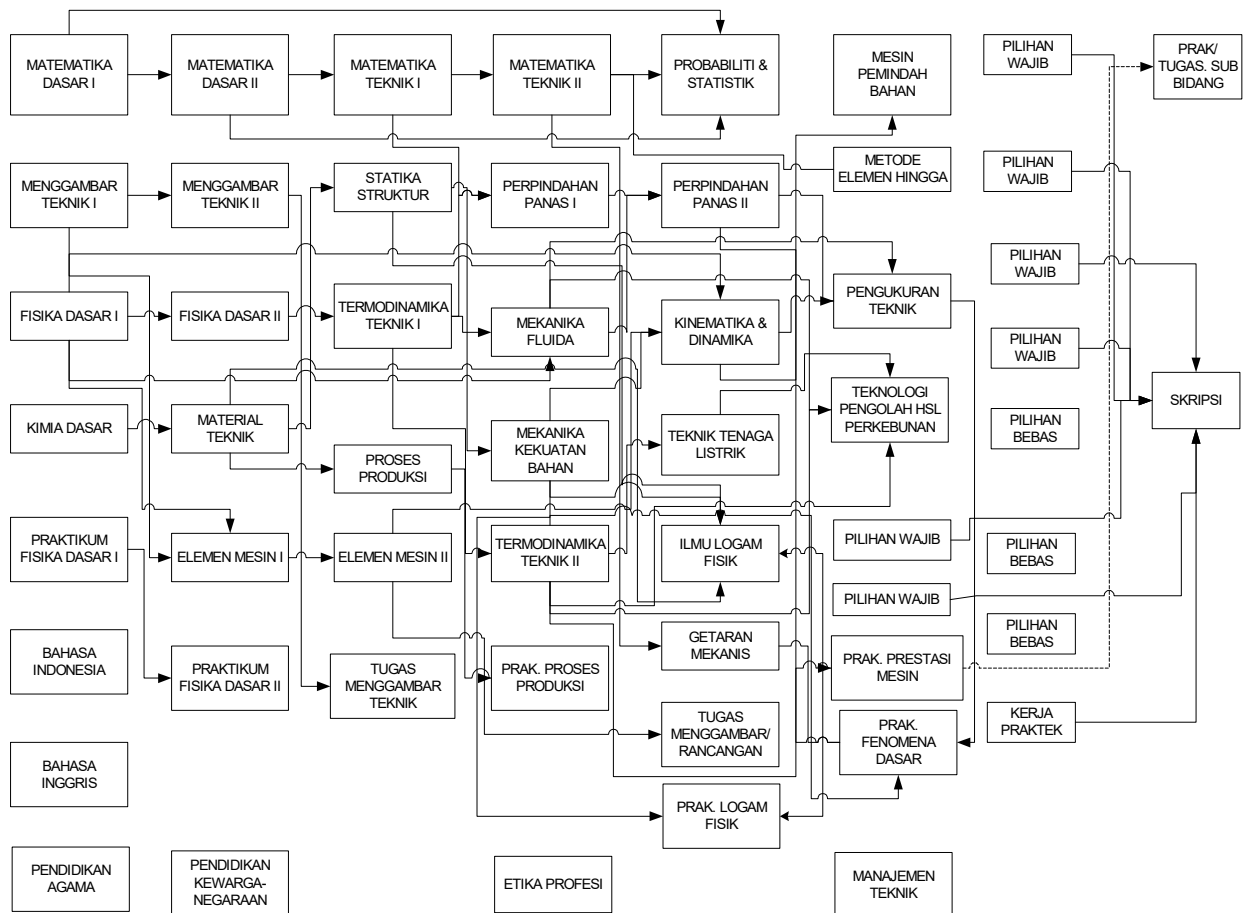 MATEMATIKA
DASAR I
MATEMATIKA
DASAR II
MATEMATIKA
TEKNIK I
MATEMATIKA
TEKNIK II
PROBABILITI &
STATISTIK
MESIN
PEMINDAH
BAHAN
PILIHAN
WAJIB
PRAK/
TUGAS. SUB
BIDANG
MENGGAMBAR
TEKNIK I
MENGGAMBAR
TEKNIK II
STATIKA
STRUKTUR
PERPINDAHAN
PANAS I
PERPINDAHAN
PANAS II
METODE
ELEMEN HINGGA
PILIHAN
WAJIB
FISIKA DASAR I
FISIKA DASAR II
TERMODINAMIKA
TEKNIK I
MEKANIKA
FLUIDA
KINEMATIKA &
DINAMIKA
PENGUKURAN
TEKNIK
PILIHAN
WAJIB
PILIHAN
WAJIB
KIMIA DASAR
MATERIAL
TEKNIK
PROSES
PRODUKSI
MEKANIKA
KEKUATAN
BAHAN
TEKNIK TENAGA
LISTRIK
TEKNOLOGI
PENGOLAH HSL
PERKEBUNAN
PILIHAN
BEBAS
SKRIPSI
PRAKTIKUM
FISIKA DASAR I
ELEMEN MESIN I
ELEMEN MESIN II
TERMODINAMIKA
TEKNIK II
ILMU LOGAM
FISIK
PILIHAN WAJIB
PILIHAN
BEBAS
PILIHAN WAJIB
PILIHAN
BEBAS
BAHASA
INDONESIA
PRAKTIKUM
FISIKA DASAR II
TUGAS
MENGGAMBAR
TEKNIK
PRAK. PROSES
PRODUKSI
GETARAN
MEKANIS
PRAK. PRESTASI
MESIN
TUGAS
MENGGAMBAR/
RANCANGAN
PRAK.
FENOMENA
DASAR
KERJA
PRAKTEK
BAHASA
INGGRIS
PRAK. LOGAM
FISIK
PENDIDIKAN
AGAMA
PENDIDIKAN
KEWARGA-
NEGARAAN
ETIKA PROFESI
MANAJEMEN
TEKNIK